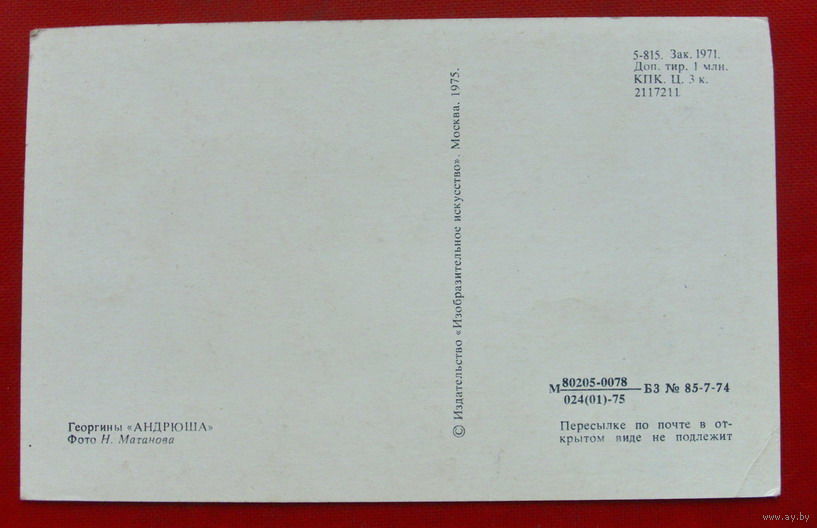 5-815. Зак. 1971.
Доп. тир. 1 млн.
КПК. Ц. 3 к.
2117211
© Издательство «Изобразительное искусство». Москва. 1975.
М 80205-0078 БЗ № 85-7-74
024(01)-75
Георгины «АНДРЮША»
Фото Н. Матанова
Пересылке по почте в от-
крытом виде не подлежит
www.ay.by